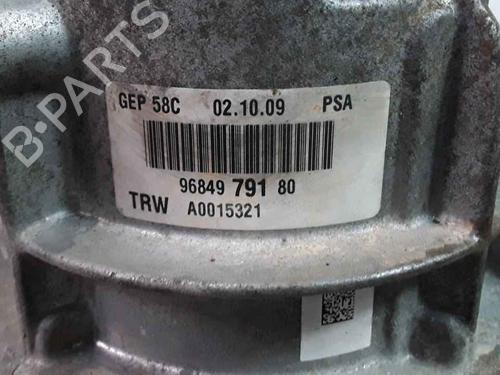 B-PARTS
GEP 58C 02.10.09 PSA
96849 791 80
TRW A0015321